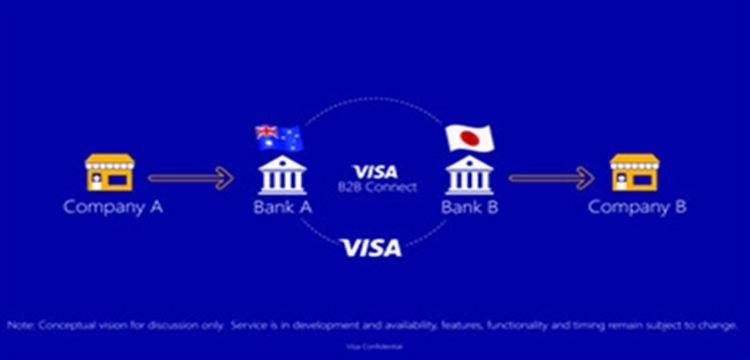 VISA
B2B Connect
Company A
Bank A
Bank B
Company B
VISA
Note: Conceptual vision for discussion only. Service is in development and availability, features, functionality and timing remain subject to change.
Visa Confidential